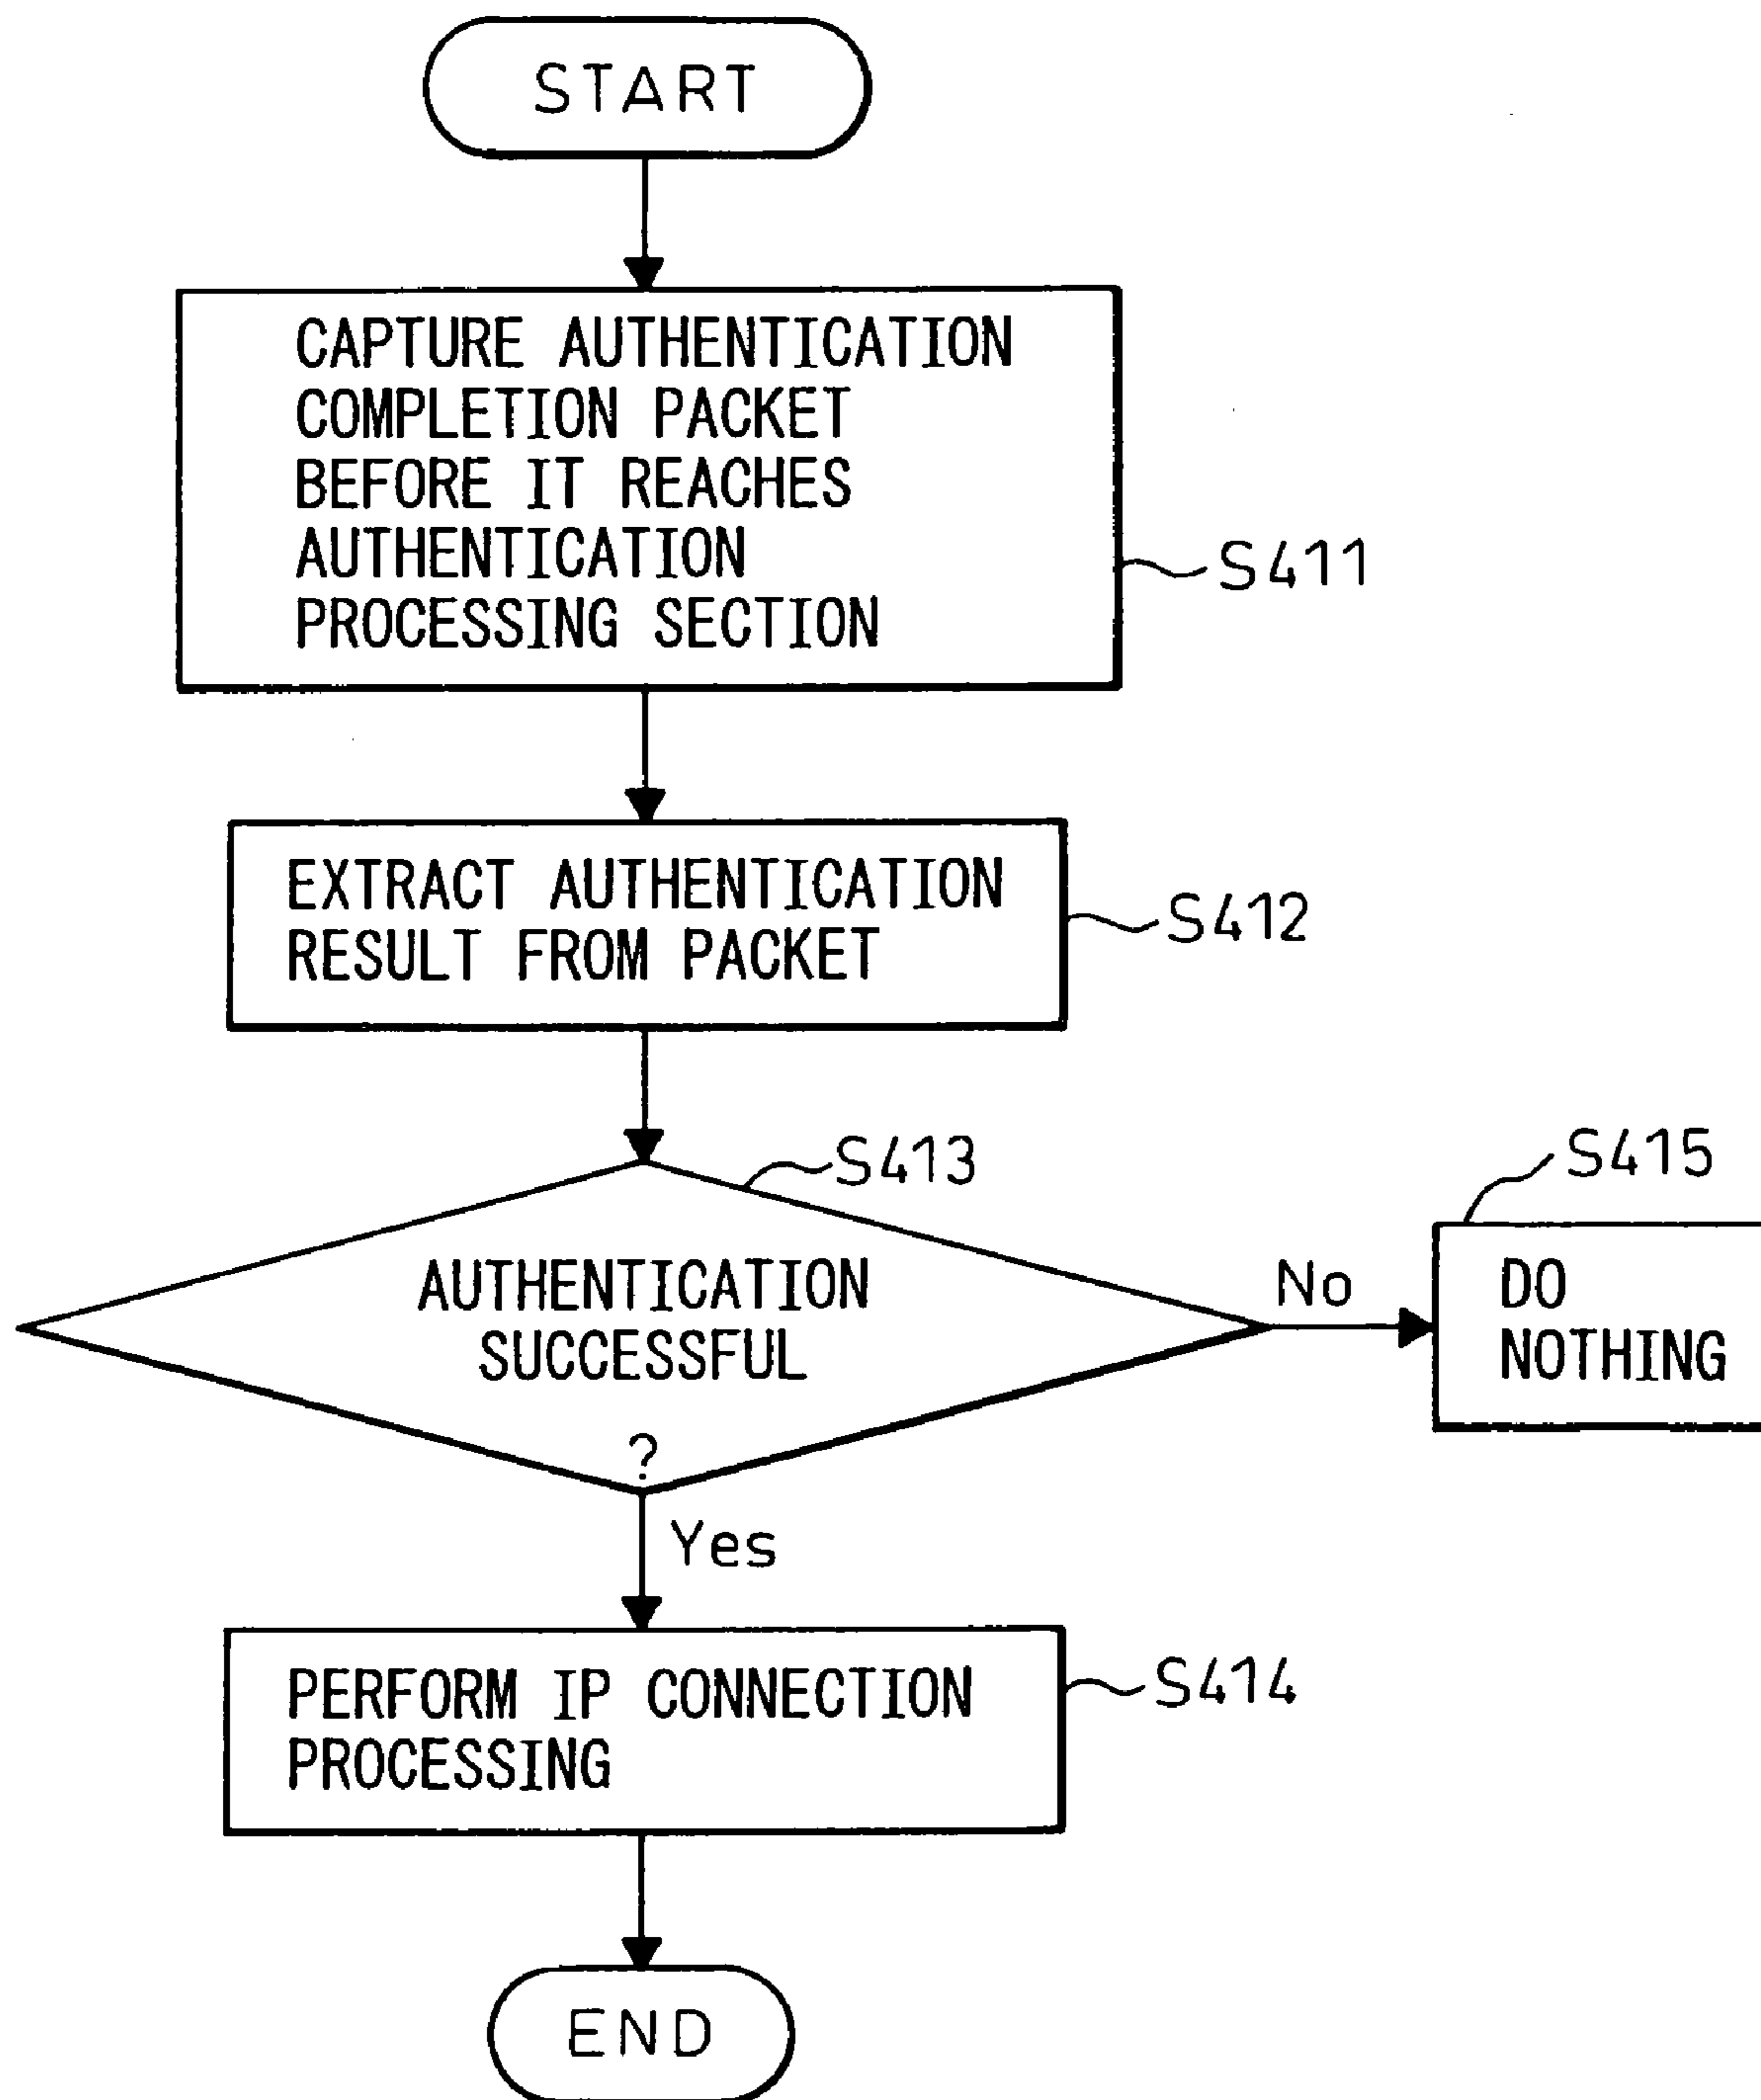 START
CAPTURE AUTHENTICATION
COMPLETION PACKET
BEFORE IT REACHES
AUTHENTICATION
PROCESSING SECTION
S411
EXTRACT AUTHENTICATION
RESULT FROM PACKET
S412
S413
AUTHENTICATION
SUCCESSFUL
?
No
S415
DO
NOTHING
Yes
PERFORM IP CONNECTION
PROCESSING
S414
END